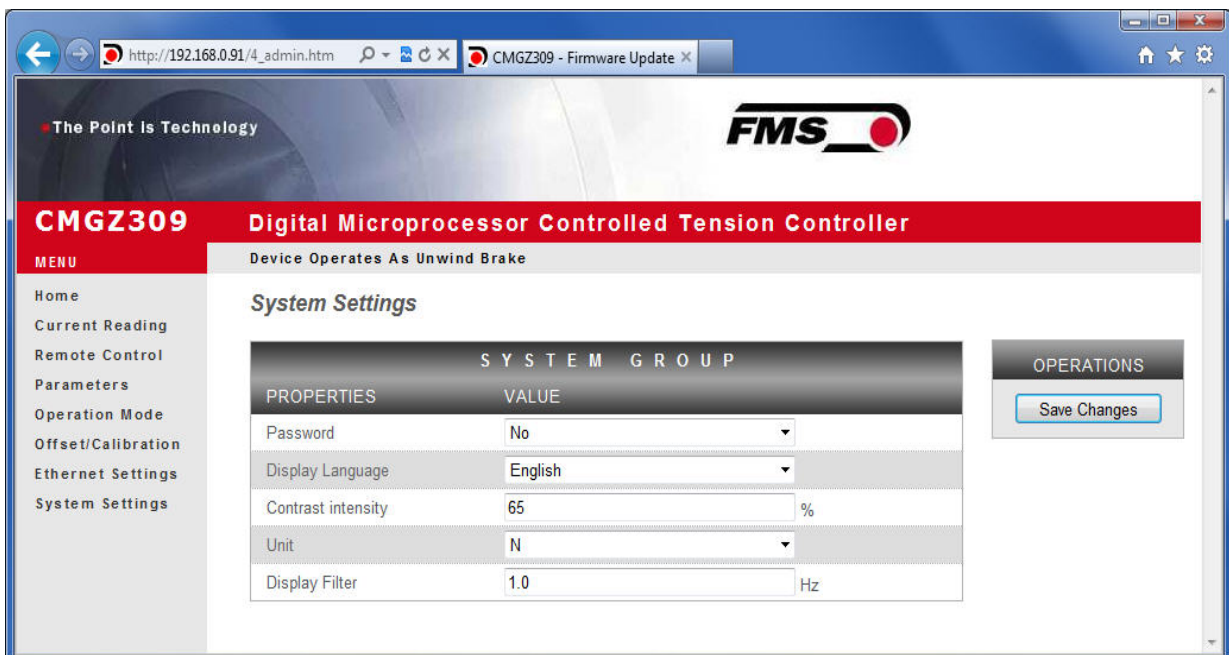 http://192.168.0.91/4_admin.htm
CMGZ309 - Firmware Update
The Point Is Technology
FMS
CMGZ309
Digital Microprocessor Controlled Tension Controller
MENU
Device Operates As Unwind Brake
Home
Current Reading
Remote Control
Parameters
Operation Mode
Offset/Calibration
Ethernet Settings
System Settings
System Settings
SYSTEM GROUP
PROPERTIES VALUE
Password No
Display Language English
Contrast intensity 65 %
Unit N
Display Filter 1.0 Hz
OPERATIONS
Save Changes